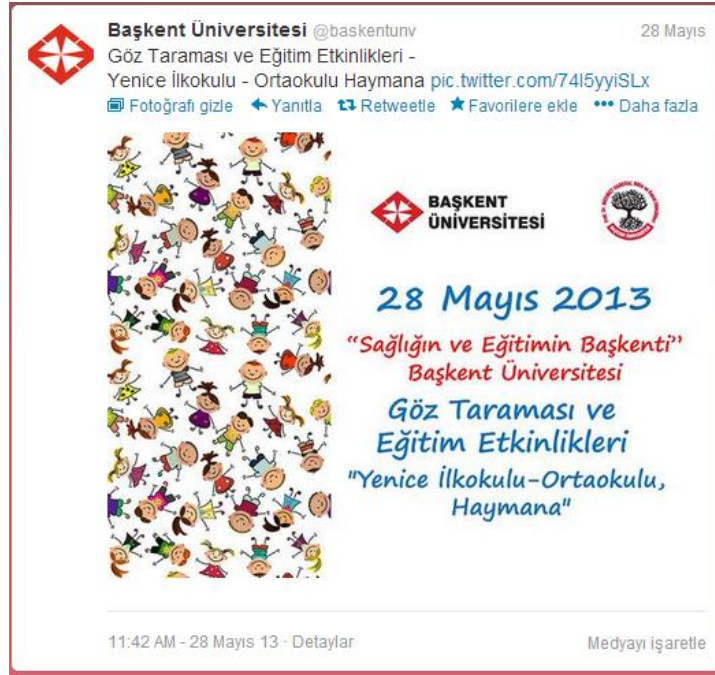 Başkent Üniversitesi @baskentunv 28 Mayıs
Göz Taraması ve Eğitim Etkinlikleri -
Yenice İlkokulu - Ortaokulu Haymana pic.twitter.com/74l5yyiSLx
Fotoğrafı gizle Yanıtla Retweetle Favorilere ekle Daha fazla
BAŞKENT
ÜNİVERSİTESİ
28 Mayıs 2013
“Sağlığın ve Eğitimin Başkenti”
Başkent Üniversitesi
Göz Taraması ve
Eğitim Etkinlikleri
"Yenice İlkokulu-Ortaokulu,
Haymana"
11:42 AM - 28 Mayıs 13 · Detaylar
Medyayı işaretle